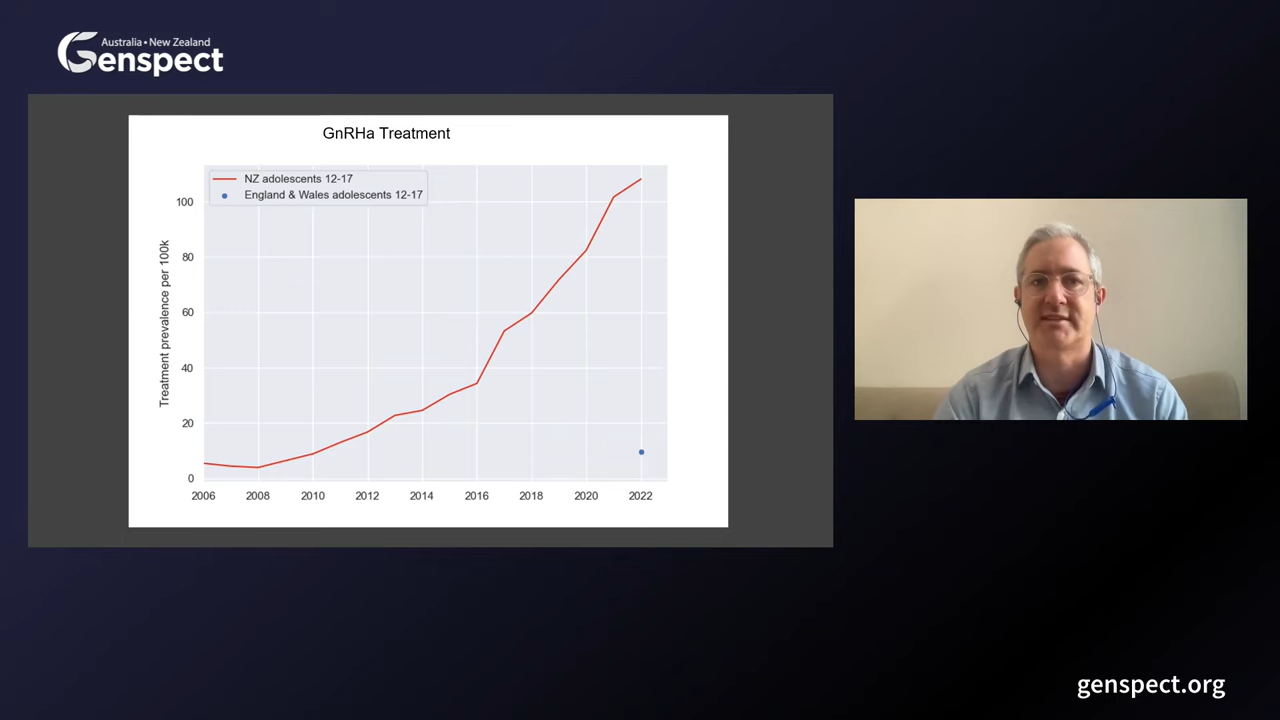 Australia • New Zealand
Genspect
GnRHa Treatment
NZ adolescents 12-17
England & Wales adolescents 12-17
Treatment prevalence per 100k
100
80
60
40
20
0
2006 2008 2010 2012 2014 2016 2018 2020 2022
genspect.org